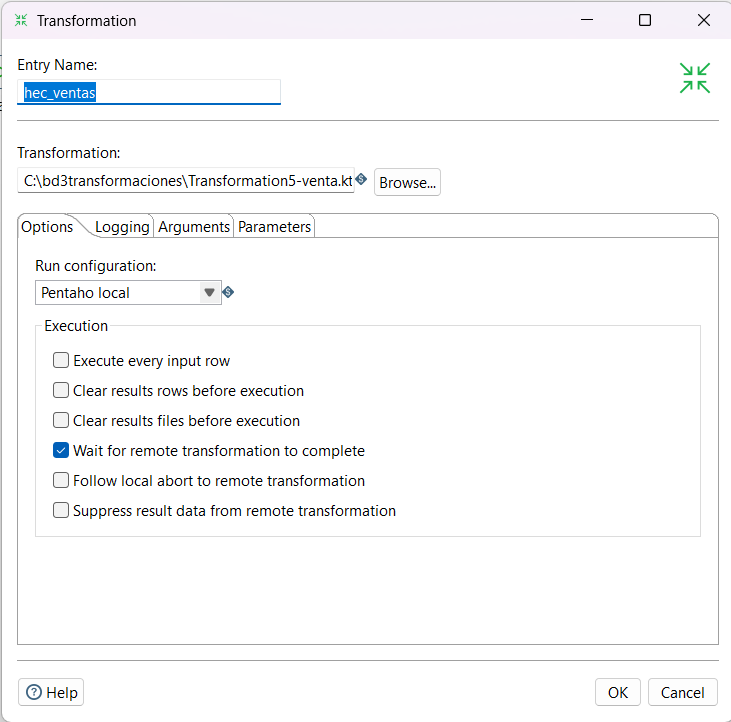 Transformation
Entry Name:
hec_ventas
Transformation:
C:\bd3transformaciones\Transformation5-venta.kt
Browse...
Options Logging Arguments Parameters
Run configuration:
Pentaho local
Execution
Execute every input row
Clear results rows before execution
Clear results files before execution
Wait for remote transformation to complete
Follow local abort to remote transformation
Suppress result data from remote transformation
Help OK Cancel